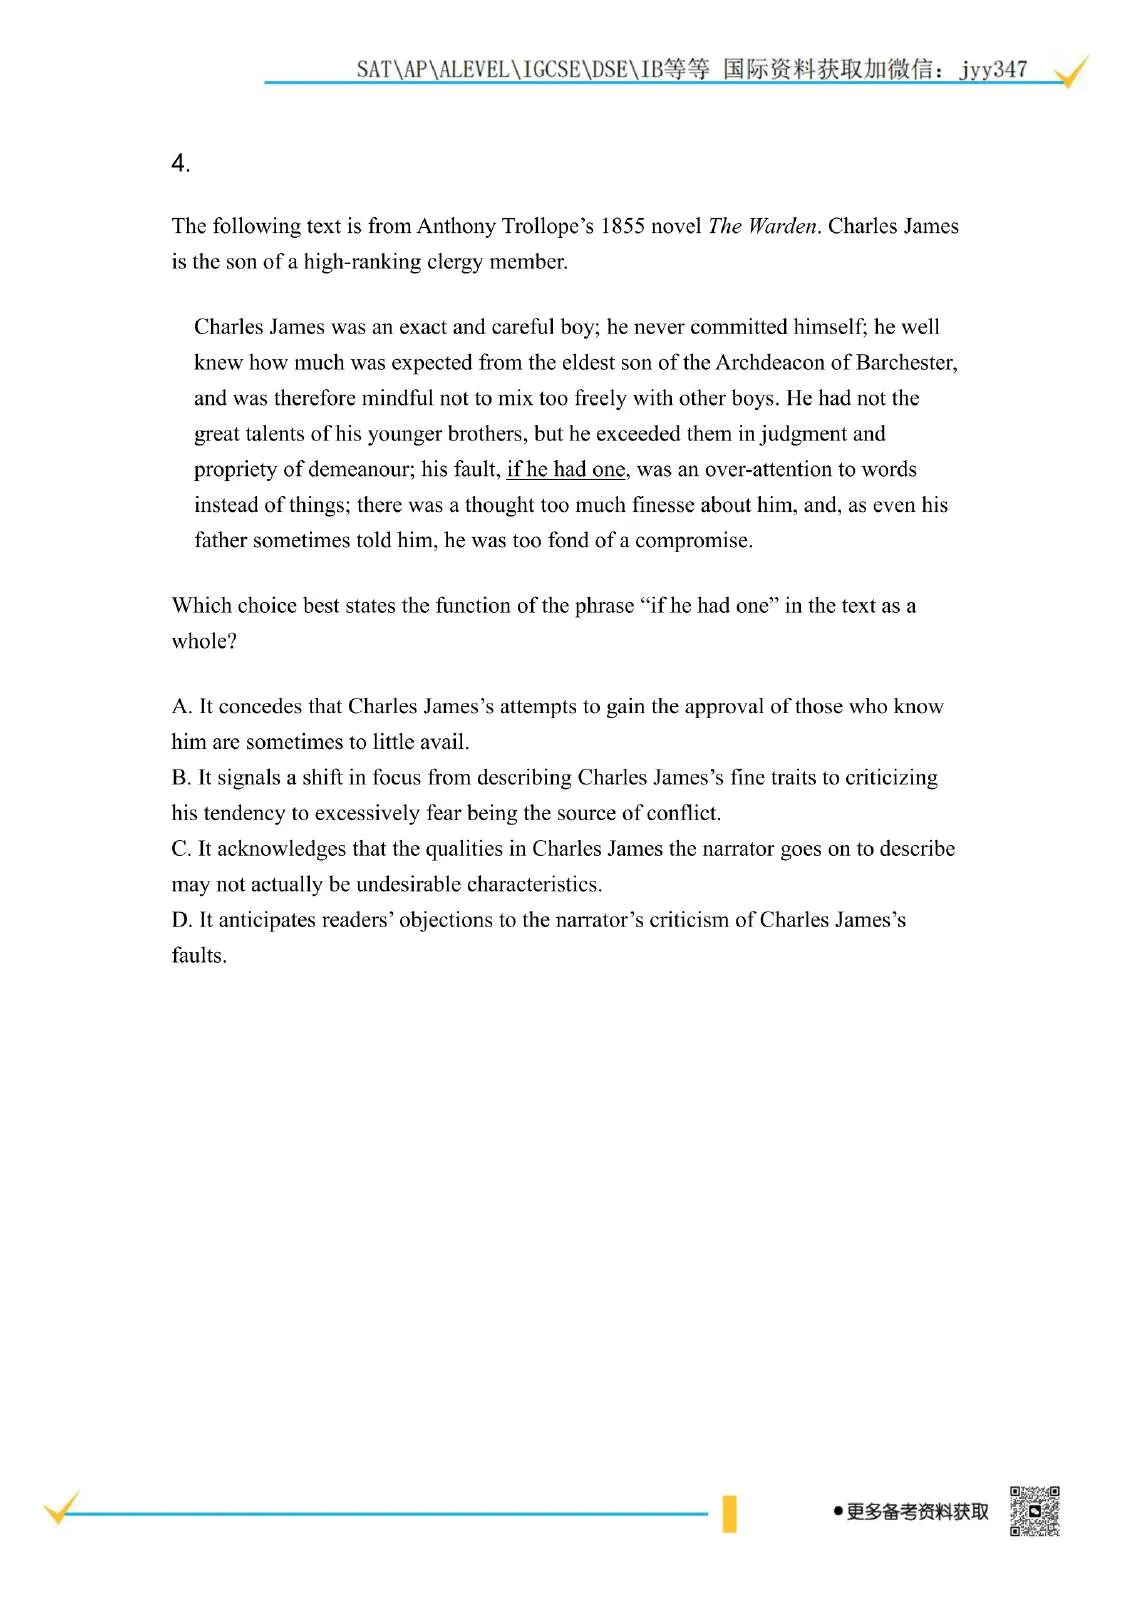 SAT\AP\ALEVEL\IGCSE\DSE\IB等等 国际资料获取加微信：jyy347
4.
The following text is from Anthony Trollope’s 1855 novel The Warden. Charles James
is the son of a high-ranking clergy member.
Charles James was an exact and careful boy; he never committed himself; he well
knew how much was expected from the eldest son of the Archdeacon of Barchester,
and was therefore mindful not to mix too freely with other boys. He had not the
great talents of his younger brothers, but he exceeded them in judgment and
propriety of demeanour; his fault, if he had one, was an over-attention to words
instead of things; there was a thought too much finesse about him, and, as even his
father sometimes told him, he was too fond of a compromise.
Which choice best states the function of the phrase “if he had one” in the text as a
whole?
A. It concedes that Charles James’s attempts to gain the approval of those who know
him are sometimes to little avail.
B. It signals a shift in focus from describing Charles James’s fine traits to criticizing
his tendency to excessively fear being the source of conflict.
C. It acknowledges that the qualities in Charles James the narrator goes on to describe
may not actually be undesirable characteristics.
D. It anticipates readers’ objections to the narrator’s criticism of Charles James’s
faults.
●更多备考资料获取